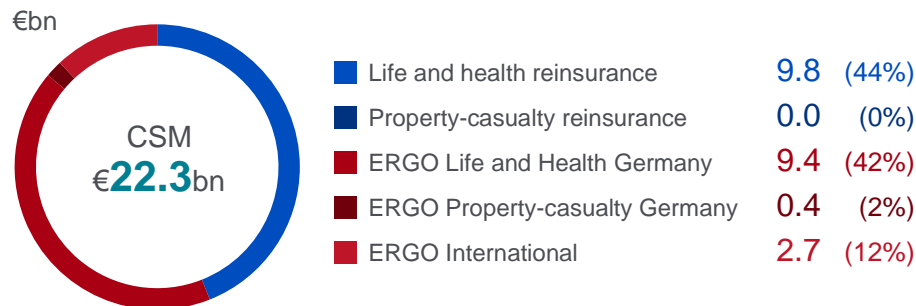 €bn
CSM
€22.3bn
Life and health reinsurance 9.8 (44%)
Property-casualty reinsurance 0.0 (0%)
ERGO Life and Health Germany 9.4 (42%)
ERGO Property-casualty Germany 0.4 (2%)
ERGO International 2.7 (12%)